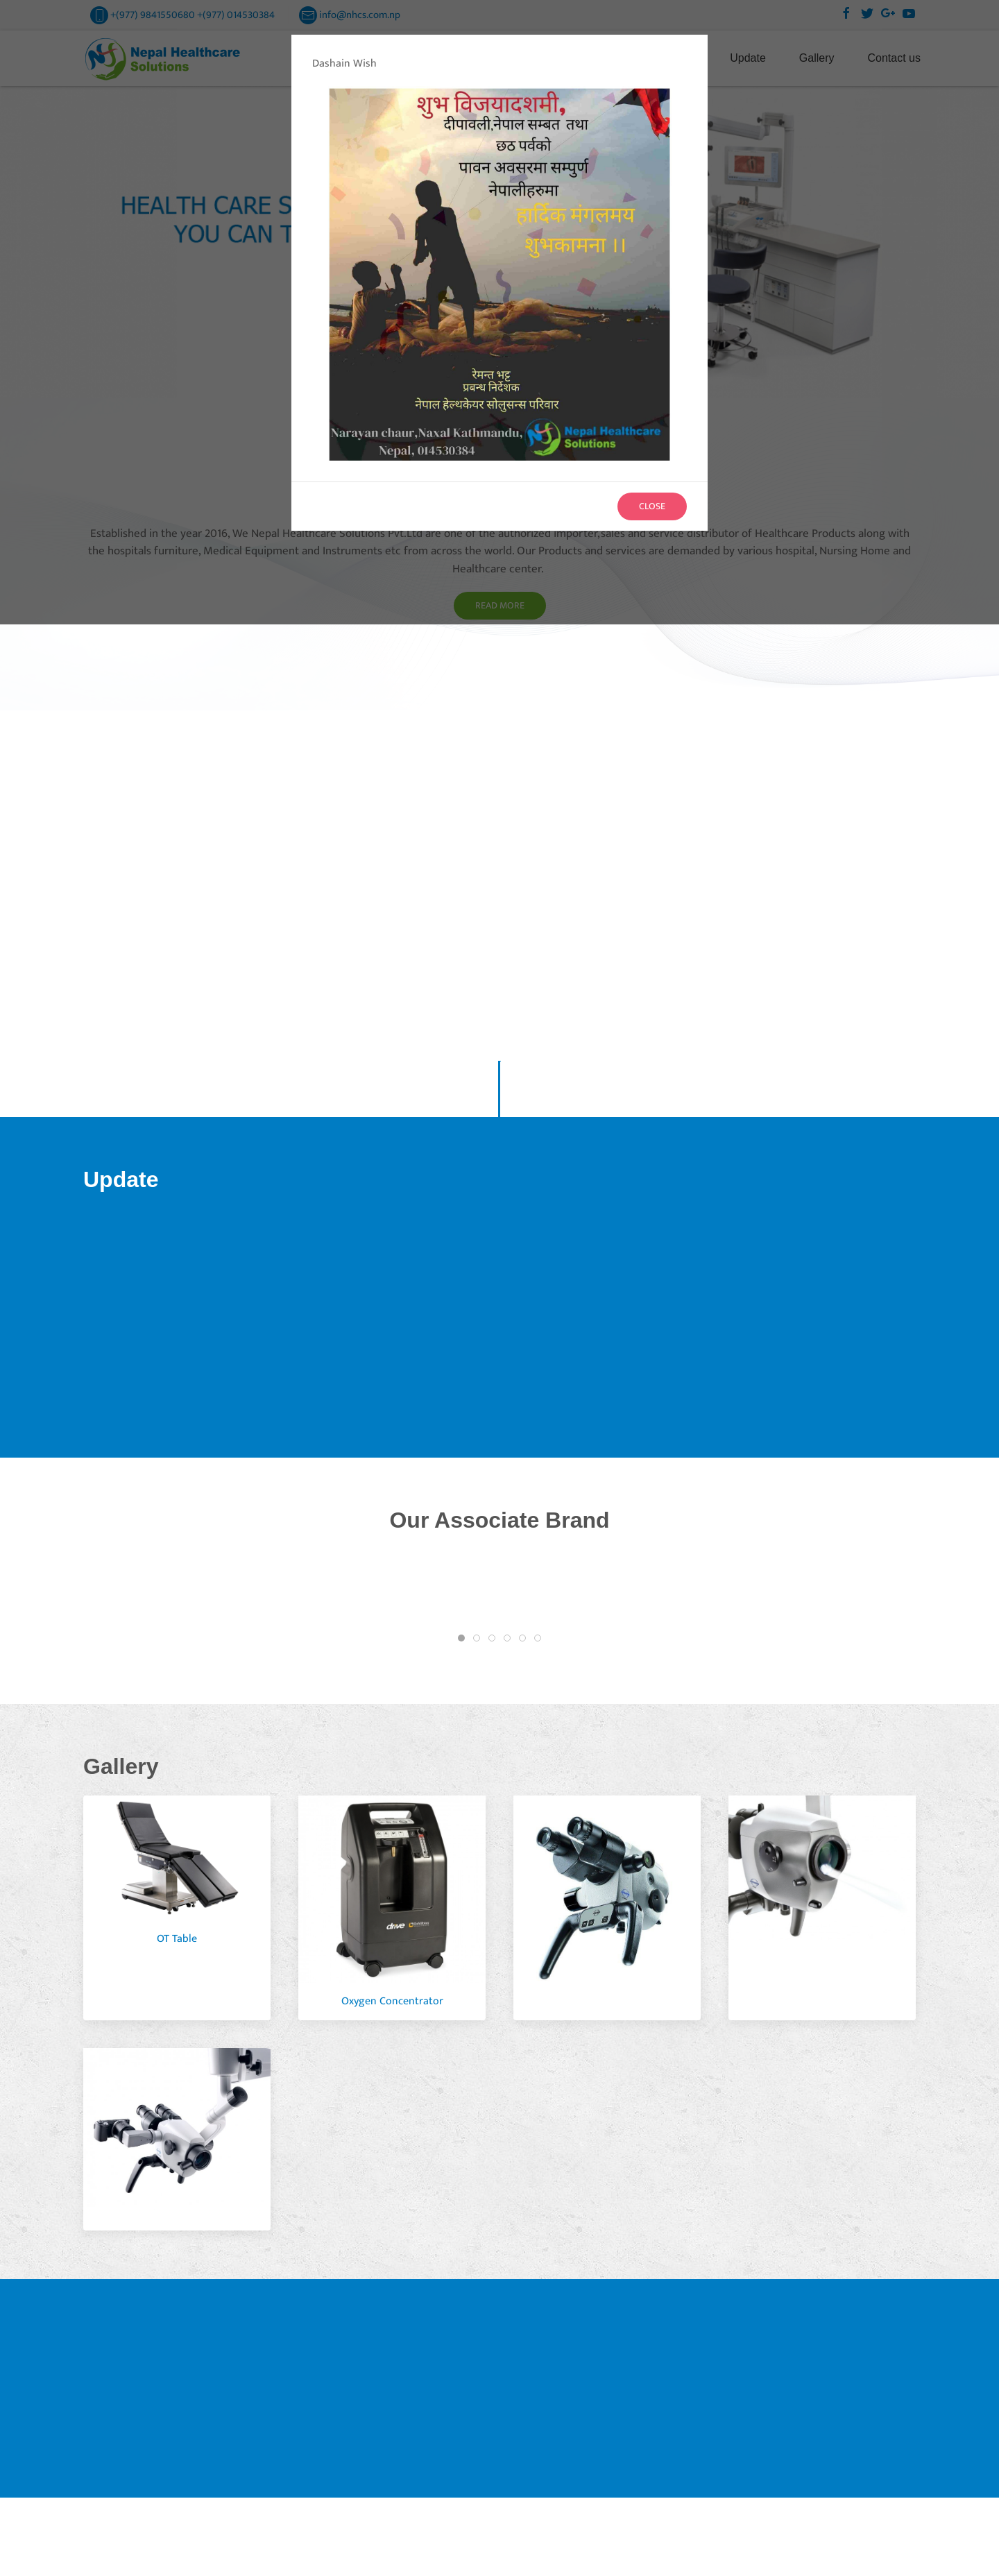 +(977) 9841550680 +(977) 014530384
info@nhcs.com.np
Nepal Healthcare
Solutions
Update
Gallery
Contact us
HEALTH CARE S
YOU CAN T
Dashain Wish
शुभ विजयादशमी,
दीपावली,नेपाल सम्बत तथा
छठ पर्वको
पावन अवसरमा सम्पुर्ण
नेपालीहरुमा
हार्दिक मंगलमय
शुभकामना ।।
रेमन्त भट्ट
प्रबन्ध निर्देशक
नेपाल हेल्थकेयर सोलुसन्स परिवार
Narayan chaur,Naxal Kathmandu,
Nepal, 014530384
Nepal Healthcare
Solutions
CLOSE
Established in the year 2016, We Nepal Healthcare Solutions Pvt.Ltd are one of the authorized importer,sales and service distributor of Healthcare Products along with
the hospitals furniture, Medical Equipment and Instruments etc from across the world. Our Products and services are demanded by various hospital, Nursing Home and
Healthcare center.
READ MORE
Update
Our Associate Brand
Gallery
drive
OT Table
Oxygen Concentrator